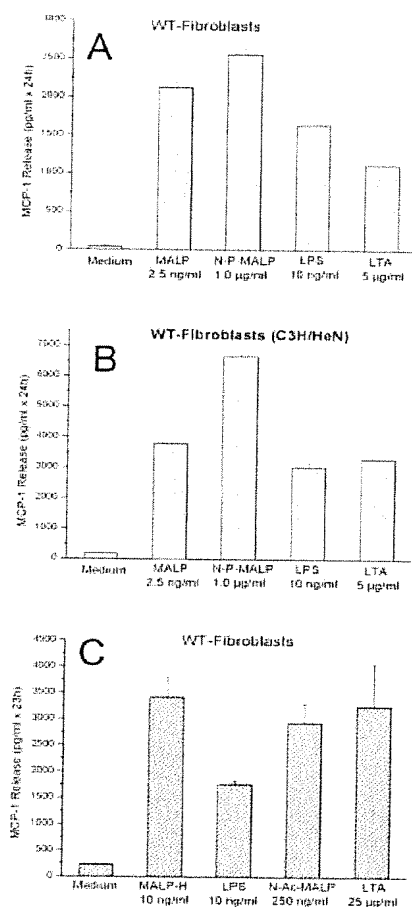 WT-Fibroblasts
A
MCP-1 Release (pg/ml x 24h)
3000
2500
2000
1500
1000
500
0
Medium
MALP
2.5 ng/ml
N-P-MALP
1.0 µg/ml
LPS
10 ng/ml
LTA
5 µg/ml
WT-Fibroblasts (C3H/HeN)
B
MCP-1 Release (pg/ml x 24h)
7000
6000
5000
4000
3000
2000
1000
0
Medium
MALP
2.5 ng/ml
N-P-MALP
1.0 µg/ml
LPS
10 ng/ml
LTA
5 µg/ml
WT-Fibroblasts
C
MCP-1 Release (pg/ml x 23h)
4500
4000
3500
3000
2500
2000
1500
1000
500
0
Medium
MALP-H
10 ng/ml
LPS
10 ng/ml
N-Ac-MALP
250 ng/ml
LTA
25 µg/ml